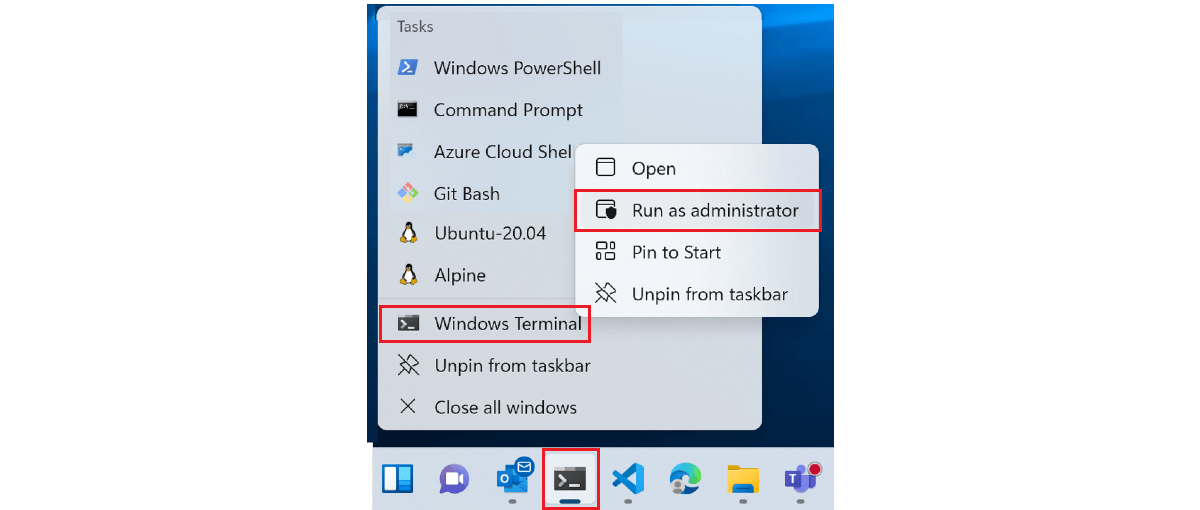 Tasks
Windows PowerShell
Command Prompt
Azure Cloud Shel
Git Bash
Ubuntu-20.04
Alpine
Windows Terminal
Unpin from taskbar
Close all windows
Open
Run as administrator
Pin to Start
Unpin from taskbar